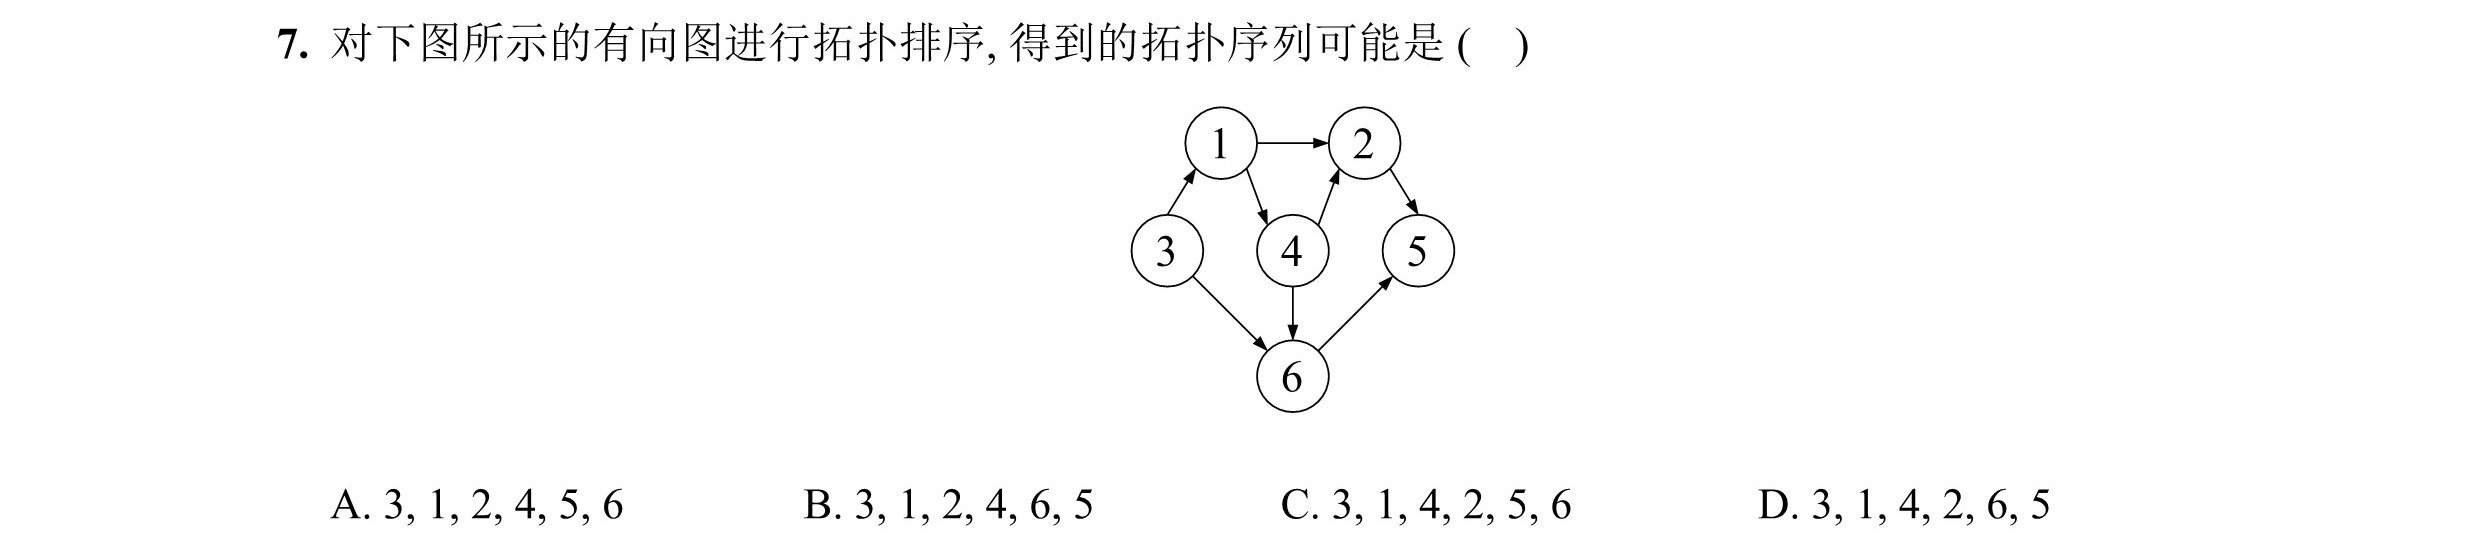 7. 对下图所示的有向图进行拓扑排序, 得到的拓扑序列可能是 (   )
1 2
3 4 5
6
A. 3, 1, 2, 4, 5, 6 B. 3, 1, 2, 4, 6, 5 C. 3, 1, 4, 2, 5, 6 D. 3, 1, 4, 2, 6, 5